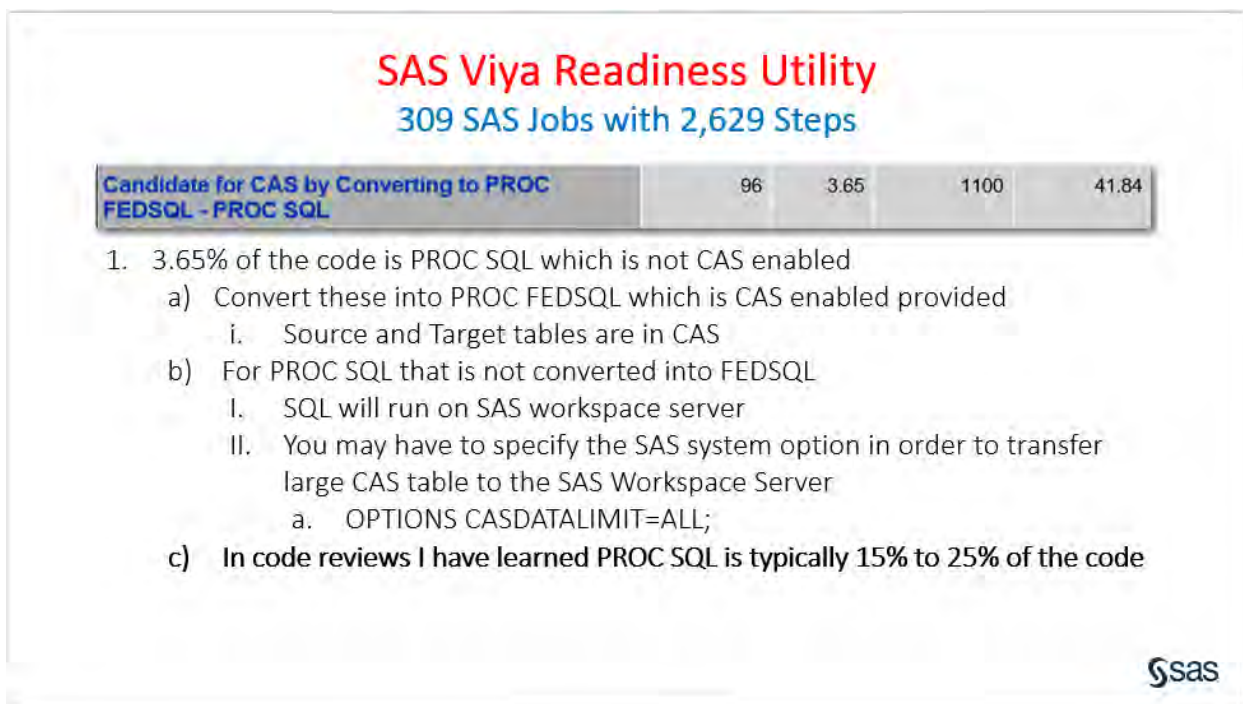 SAS Viya Readiness Utility
309 SAS Jobs with 2,629 Steps
Candidate for CAS by Converting to PROC 96 3.65 1100 41.84
FEDSQL - PROC SQL
1. 3.65% of the code is PROC SQL which is not CAS enabled
a) Convert these into PROC FEDSQL which is CAS enabled provided
i. Source and Target tables are in CAS
b) For PROC SQL that is not converted into FEDSQL
I. SQL will run on SAS workspace server
II. You may have to specify the SAS system option in order to transfer
large CAS table to the SAS Workspace Server
a. OPTIONS CASDATALIMIT=ALL;
c) In code reviews I have learned PROC SQL is typically 15% to 25% of the code
sas